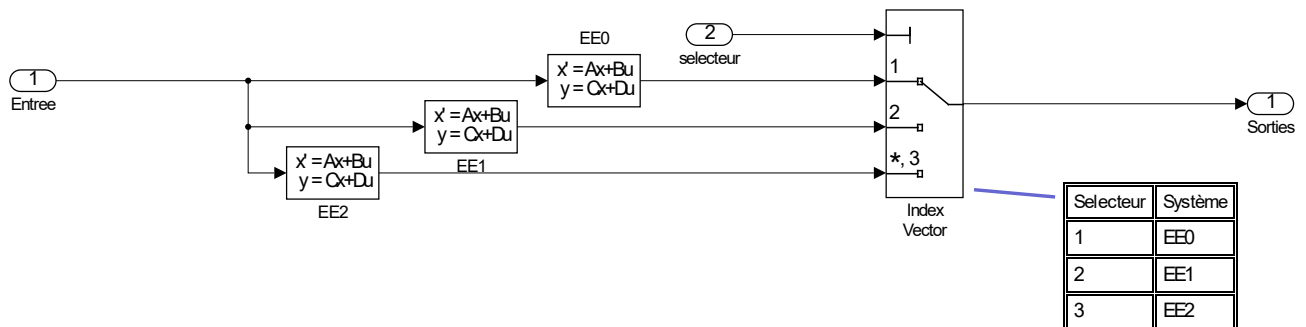 2
selecteur
EE0
x' = Ax+Bu
y = Cx+Du
1
Entree
1
x' = Ax+Bu
y = Cx+Du
EE1
2
1
Sorties
x' = Ax+Bu
y = Cx+Du
EE2
*, 3
Index
Vector
Selecteur Système
1 EE0
2 EE1
3 EE2